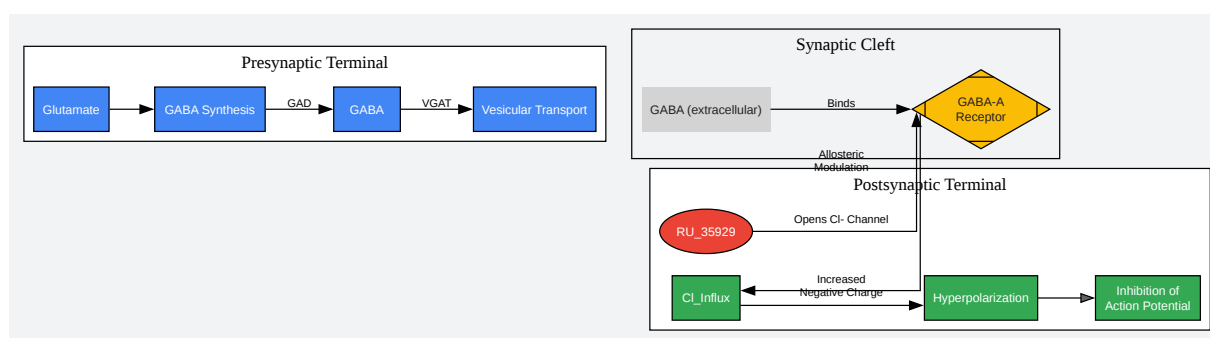 Presynaptic Terminal
Glutamate
GABA Synthesis
GAD
GABA
VGAT
Vesicular Transport
Synaptic Cleft
GABA (extracellular)
Binds
GABA-A
Receptor
Allosteric
Modulation
Postsynaptic Terminal
RU_35929
Opens Cl- Channel
Cl_Influx
Increased
Negative Charge
Hyperpolarization
Inhibition of
Action Potential